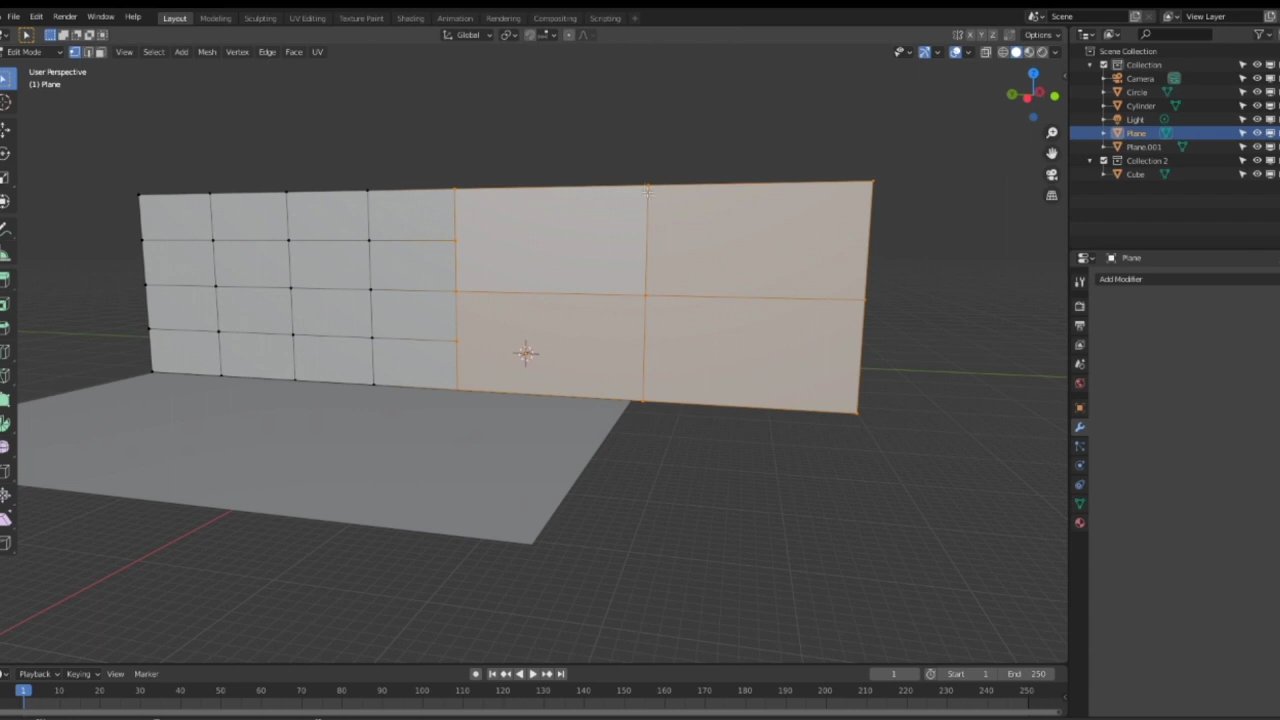 File Edit Render Window Help Layout Modeling Sculpting UV Editing Texture Paint Shading Animation Rendering Compositing Scripting + Scene View Layer
Global Options
Edit Mode View Select Add Mesh Vertex Edge Face UV
User Perspective
(1) Plane
Scene Collection
Collection
Camera
Circle
Cylinder
Light
Plane
Plane.001
Collection 2
Cube
Plane
Add Modifier
Playback Keying View Marker 1 Start 1 End 250
1 10 20 30 40 50 60 70 80 90 100 110 120 130 140 150 160 170 180 190 200 210 220 230 240 250